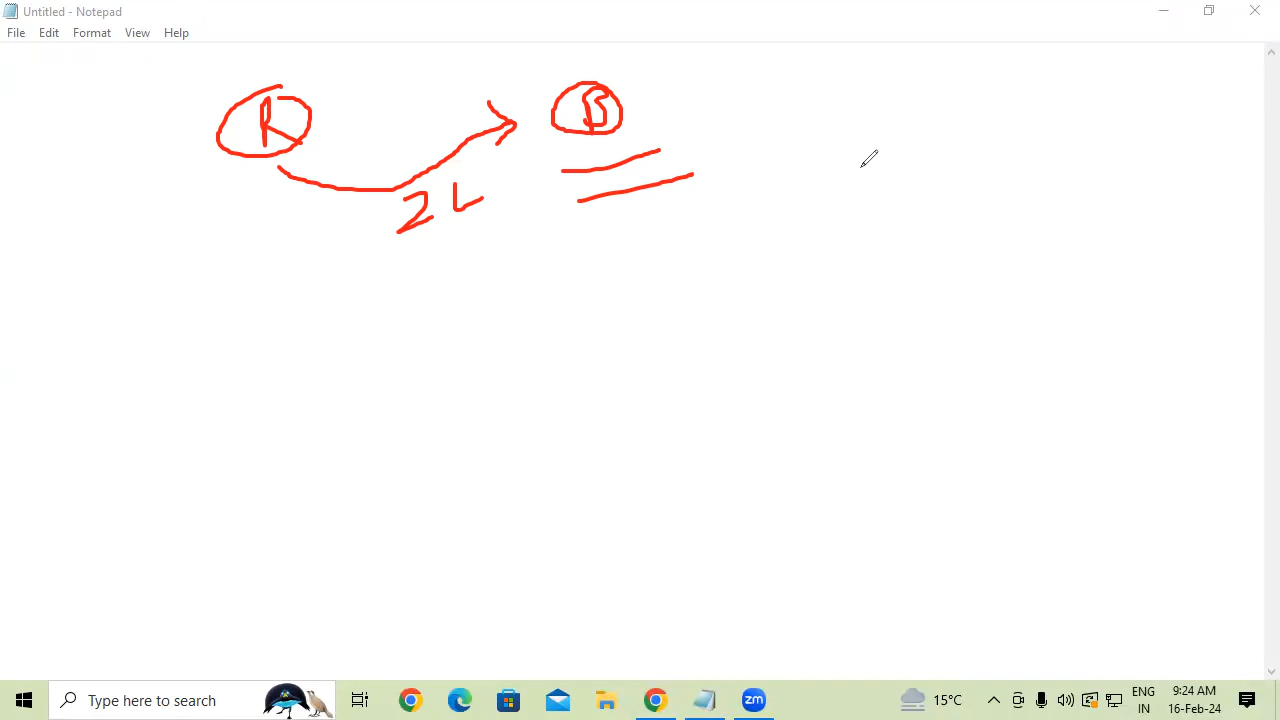 Untitled - Notepad
File Edit Format View Help
R
B
2L
Type here to search
zm
15°C
ENG
IN
9:24 AM
16-Feb-24